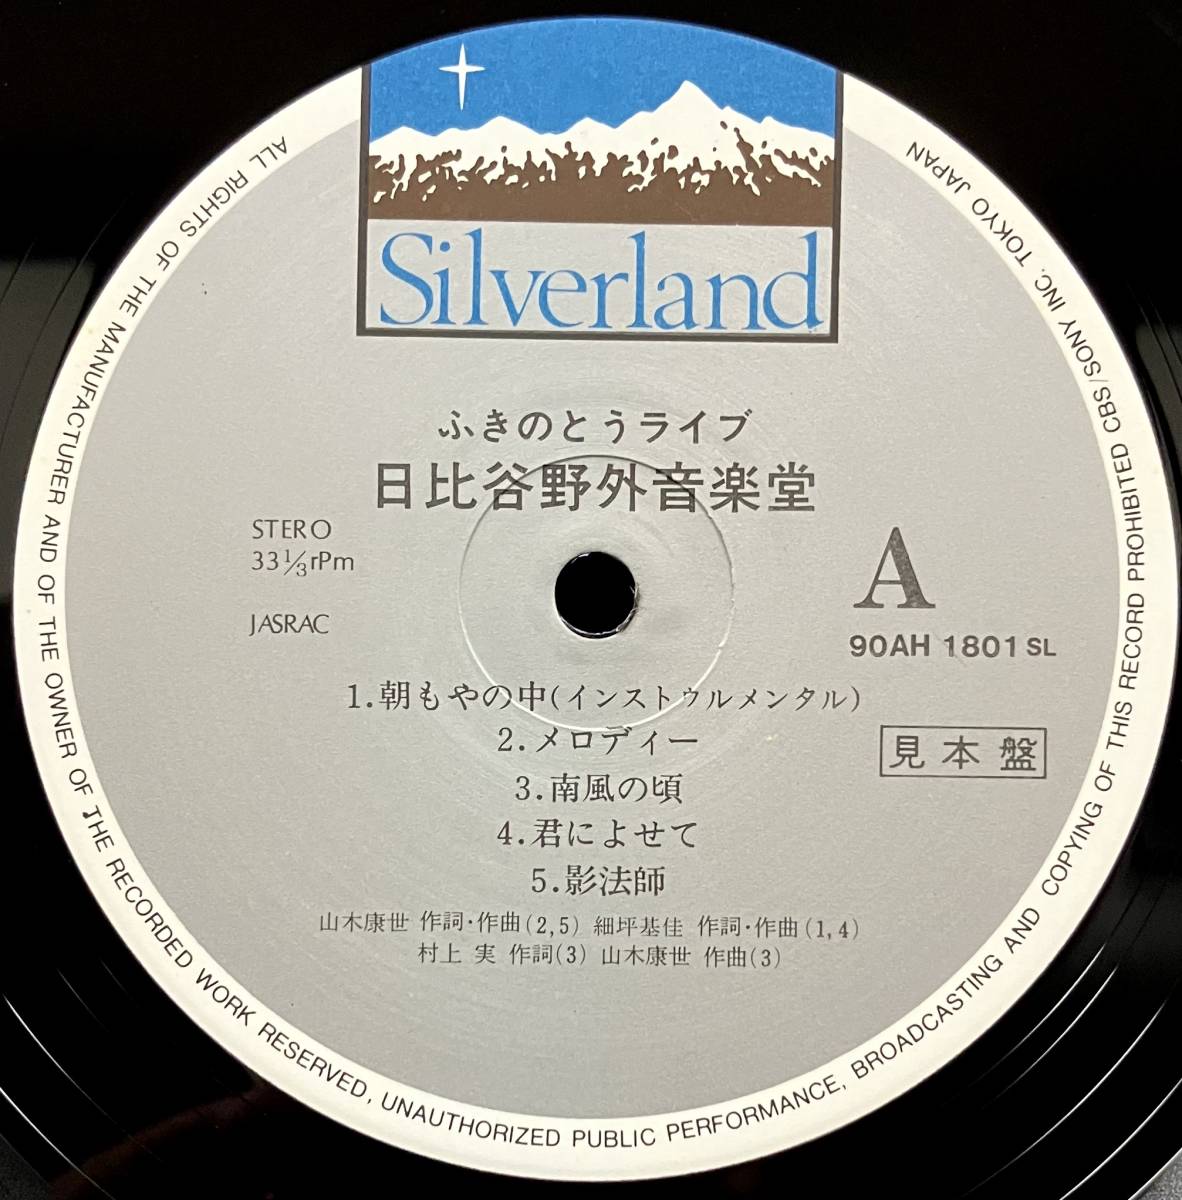 Silverland
ふきのとうライブ
日比谷野外音楽堂
STERO
33⅓rPm
JASRAC
A
90AH 1801 SL
見本盤
1.朝もやの中(インストゥルメンタル)
2.メロディー
3.南風の頃
4.君によせて
5.影法師
山木康世 作詞・作曲(2,5) 細坪基佳 作詞・作曲(1,4)
村上 実 作詞(3) 山木康世 作曲(3)
ALL RIGHTS OF THE MANUFACTURER AND OF THE OWNER OF THE RECORDED WORK RESERVED, UNAUTHORIZED PUBLIC PERFORMANCE, BROADCASTING AND COPYING OF THIS RECORD PROHIBITED CBS/SONY INC. TOKYO JAPAN